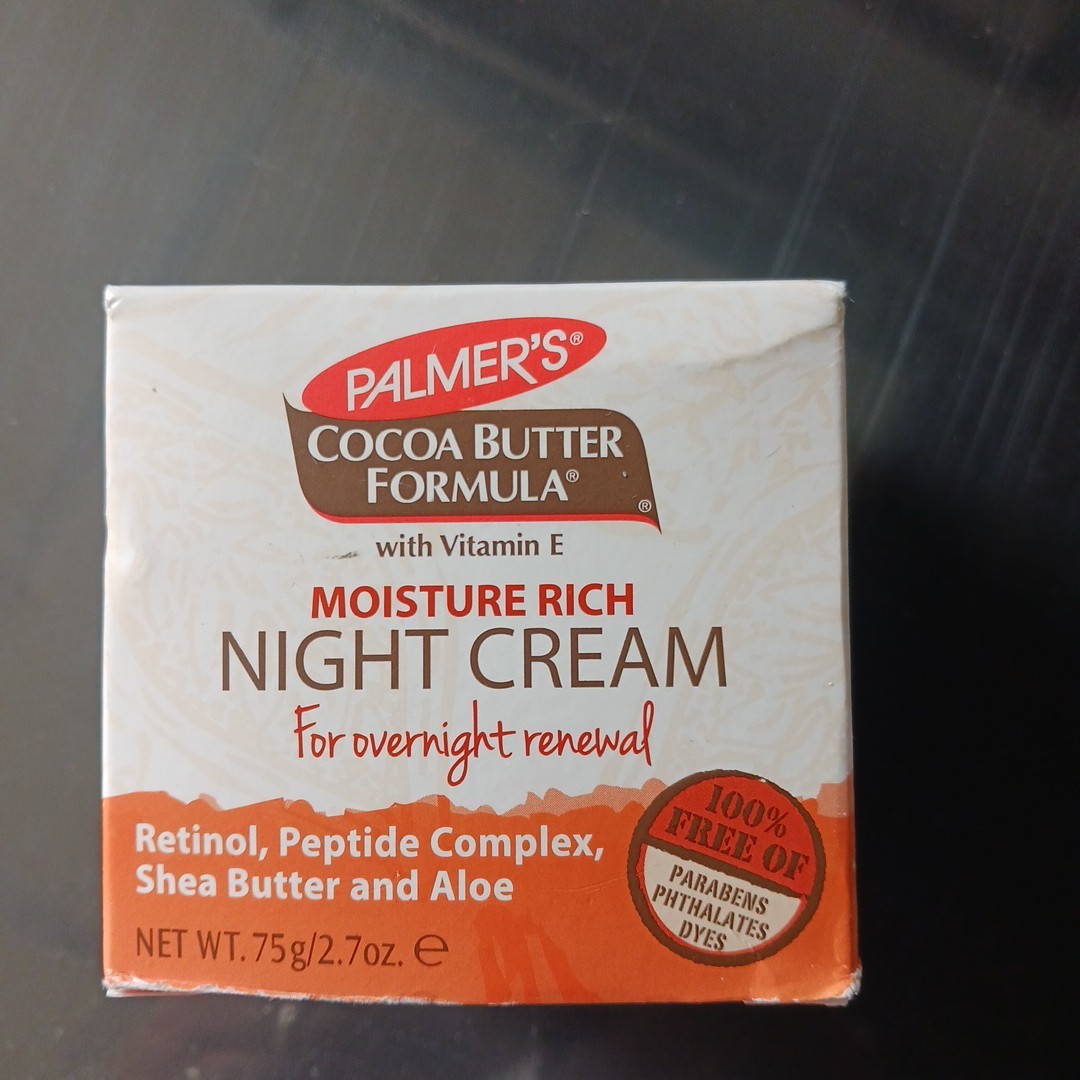 PALMER'S®
COCOA BUTTER
FORMULA®
®
with Vitamin E
MOISTURE RICH
NIGHT CREAM
For overnight renewal
Retinol, Peptide Complex,
Shea Butter and Aloe
NET WT. 75g/2.7oz. ℮
100%
FREE OF
PARABENS
PHTHALATES
DYES